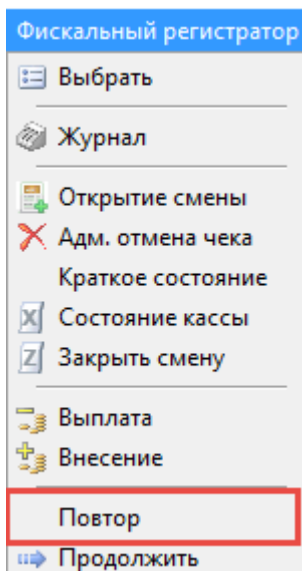 Фискальный регистратор
Выбрать
Журнал
Открытие смены
Адм. отмена чека
Краткое состояние
X Состояние кассы
Z Закрыть смену
Выплата
Внесение
Повтор
Продолжить